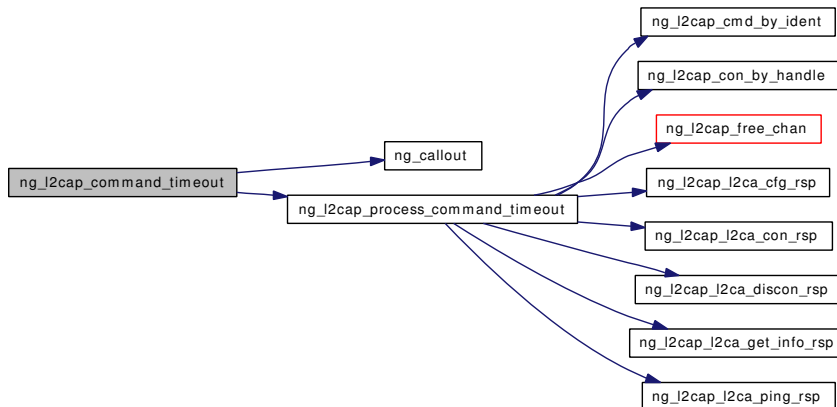 ng_l2cap_command_timeout
ng_callout
ng_l2cap_process_command_timeout
ng_l2cap_cmd_by_ident
ng_l2cap_con_by_handle
ng_l2cap_free_chan
ng_l2cap_l2ca_cfg_rsp
ng_l2cap_l2ca_con_rsp
ng_l2cap_l2ca_discon_rsp
ng_l2cap_l2ca_get_info_rsp
ng_l2cap_l2ca_ping_rsp